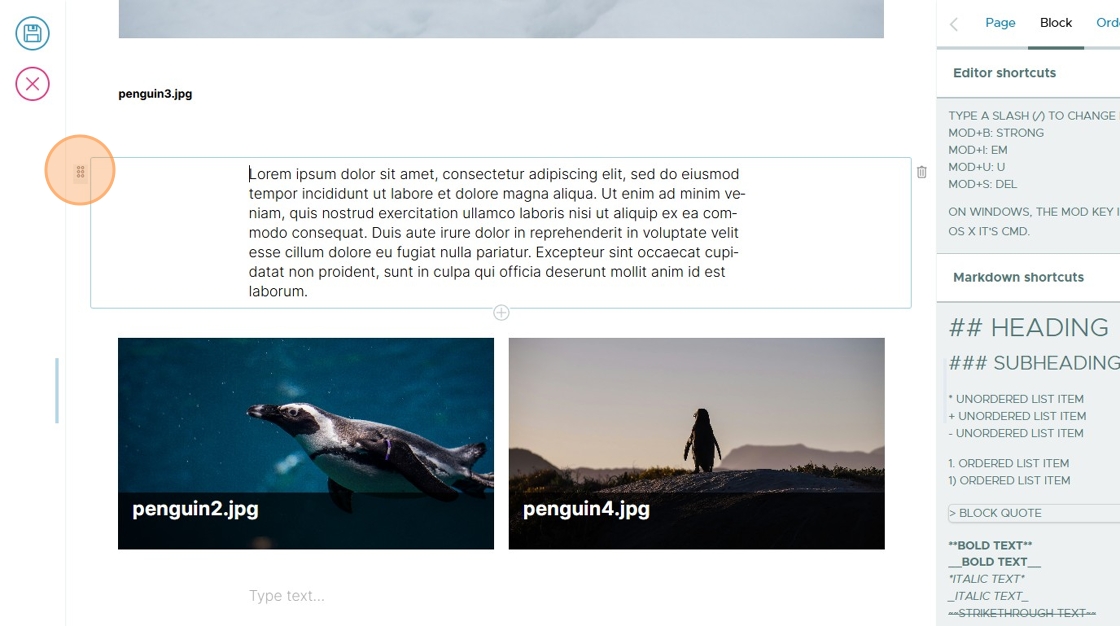 Page Block
Editor shortcuts
TYPE A SLASH (/) TO CHANGE
MOD+B: STRONG
MOD+I: EM
MOD+U: U
MOD+S: DEL
ON WINDOWS, THE MOD KEY
OS X IT'S CMD.
Markdown shortcuts
## HEADING
### SUBHEADING
* UNORDERED LIST ITEM
+ UNORDERED LIST ITEM
- UNORDERED LIST ITEM
1. ORDERED LIST ITEM
1) ORDERED LIST ITEM
> BLOCK QUOTE
**BOLD TEXT**
__BOLD TEXT__
*ITALIC TEXT*
_ITALIC TEXT_
~~STRIKETHROUGH TEXT~~
penguin3.jpg
Lorem ipsum dolor sit amet, consectetur adipiscing elit, sed do eiusmod
tempor incididunt ut labore et dolore magna aliqua. Ut enim ad minim ve-
niam, quis nostrud exercitation ullamco laboris nisi ut aliquip ex ea com-
modo consequat. Duis aute irure dolor in reprehenderit in voluptate velit
esse cillum dolore eu fugiat nulla pariatur. Excepteur sint occaecat cupi-
datat non proident, sunt in culpa qui officia deserunt mollit anim id est
laborum.
penguin2.jpg
penguin4.jpg
Type text...